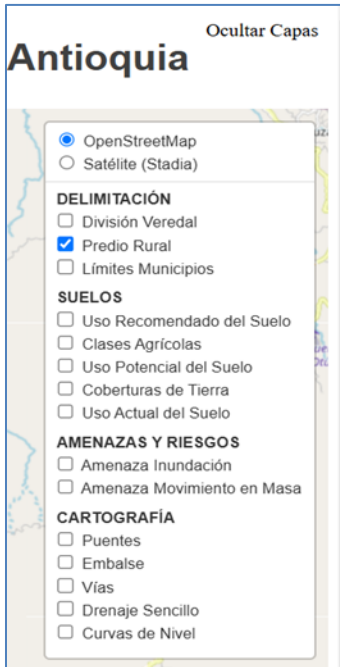 Ocultar Capas
Antioquia
OpenStreetMap
Satélite (Stadia)
DELIMITACIÓN
División Veredal
Predio Rural
Límites Municipios
SUELOS
Uso Recomendado del Suelo
Clases Agrícolas
Uso Potencial del Suelo
Coberturas de Tierra
Uso Actual del Suelo
AMENAZAS Y RIESGOS
Amenaza Inundación
Amenaza Movimiento en Masa
CARTOGRAFÍA
Puentes
Embalse
Vías
Drenaje Sencillo
Curvas de Nivel